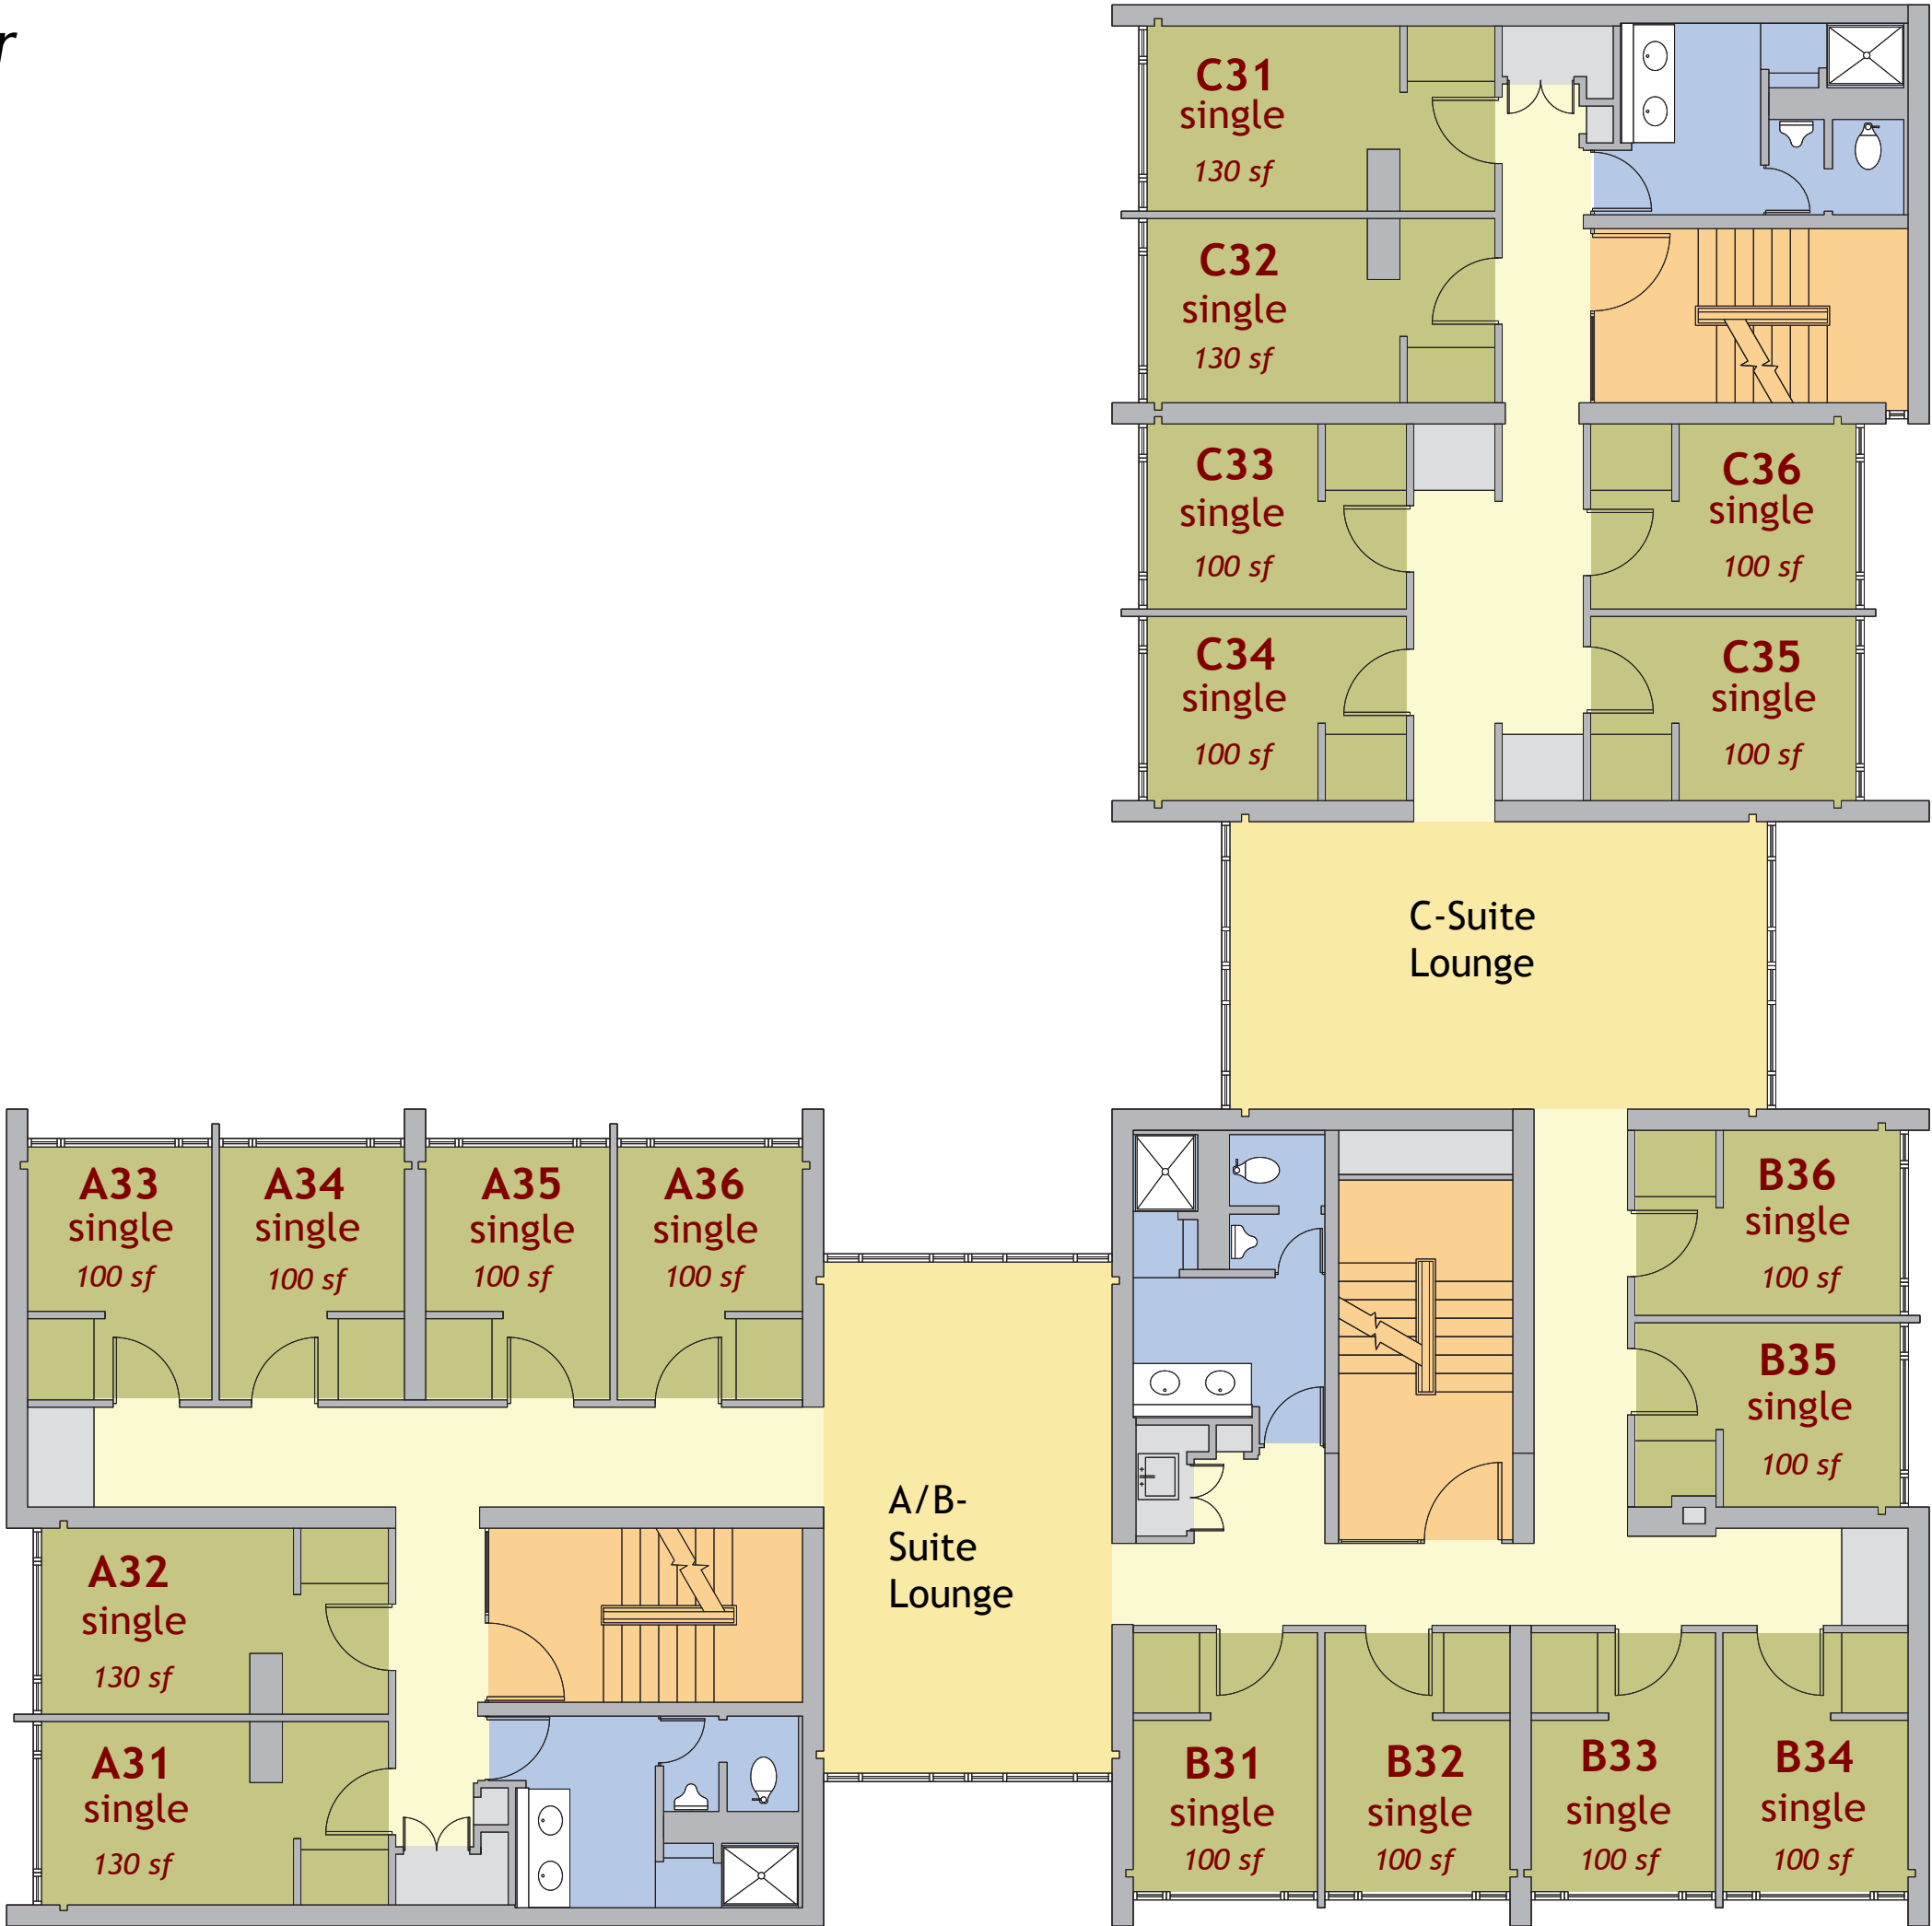 r
C31
single
130 sf
C32
single
130 sf
C33
single
100 sf
C36
single
100 sf
C34
single
100 sf
C35
single
100 sf
C-Suite
Lounge
A33
single
100 sf
A34
single
100 sf
A35
single
100 sf
A36
single
100 sf
B36
single
100 sf
B35
single
100 sf
A/B-
Suite
Lounge
A32
single
130 sf
A31
single
130 sf
B31
single
100 sf
B32
single
100 sf
B33
single
100 sf
B34
single
100 sf